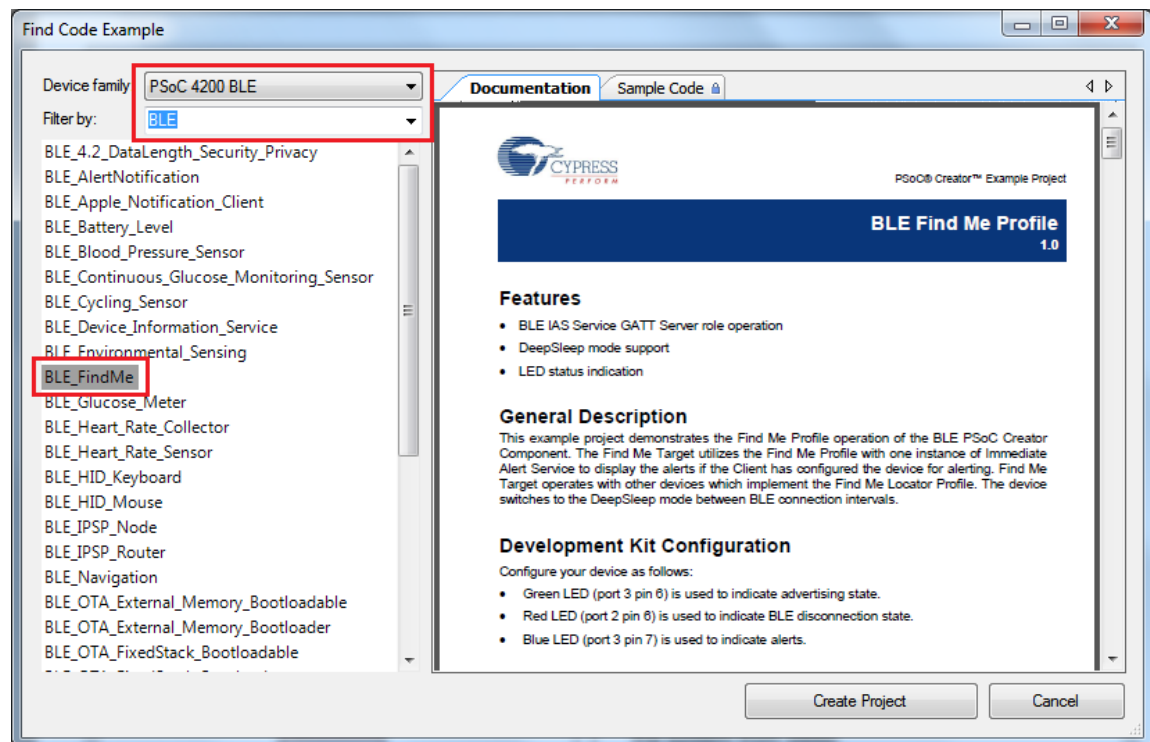 Find Code Example
Device family
PSoC 4200 BLE
Filter by:
BLE
BLE_4.2_DataLength_Security_Privacy
BLE_AlertNotification
BLE_Apple_Notification_Client
BLE_Battery_Level
BLE_Blood_Pressure_Sensor
BLE_Continuous_Glucose_Monitoring_Sensor
BLE_Cycling_Sensor
BLE_Device_Information_Service
BLE_Environmental_Sensing
BLE_FindMe
BLE_Glucose_Meter
BLE_Heart_Rate_Collector
BLE_Heart_Rate_Sensor
BLE_HID_Keyboard
BLE_HID_Mouse
BLE_IPSP_Node
BLE_IPSP_Router
BLE_Navigation
BLE_OTA_External_Memory_Bootloadable
BLE_OTA_External_Memory_Bootloader
BLE_OTA_FixedStack_Bootloadable
Documentation Sample Code
CYPRESS
PERFORM
PSoC® Creator™ Example Project
BLE Find Me Profile
1.0
Features
• BLE IAS Service GATT Server role operation
• DeepSleep mode support
• LED status indication
General Description
This example project demonstrates the Find Me Profile operation of the BLE PSoC Creator
Component. The Find Me Target utilizes the Find Me Profile with one instance of Immediate
Alert Service to display the alerts if the Client has configured the device for alerting. Find Me
Target operates with other devices which implement the Find Me Locator Profile. The device
switches to the DeepSleep mode between BLE connection intervals.
Development Kit Configuration
Configure your device as follows:
• Green LED (port 3 pin 6) is used to indicate advertising state.
• Red LED (port 2 pin 6) is used to indicate BLE disconnection state.
• Blue LED (port 3 pin 7) is used to indicate alerts.
Create Project
Cancel